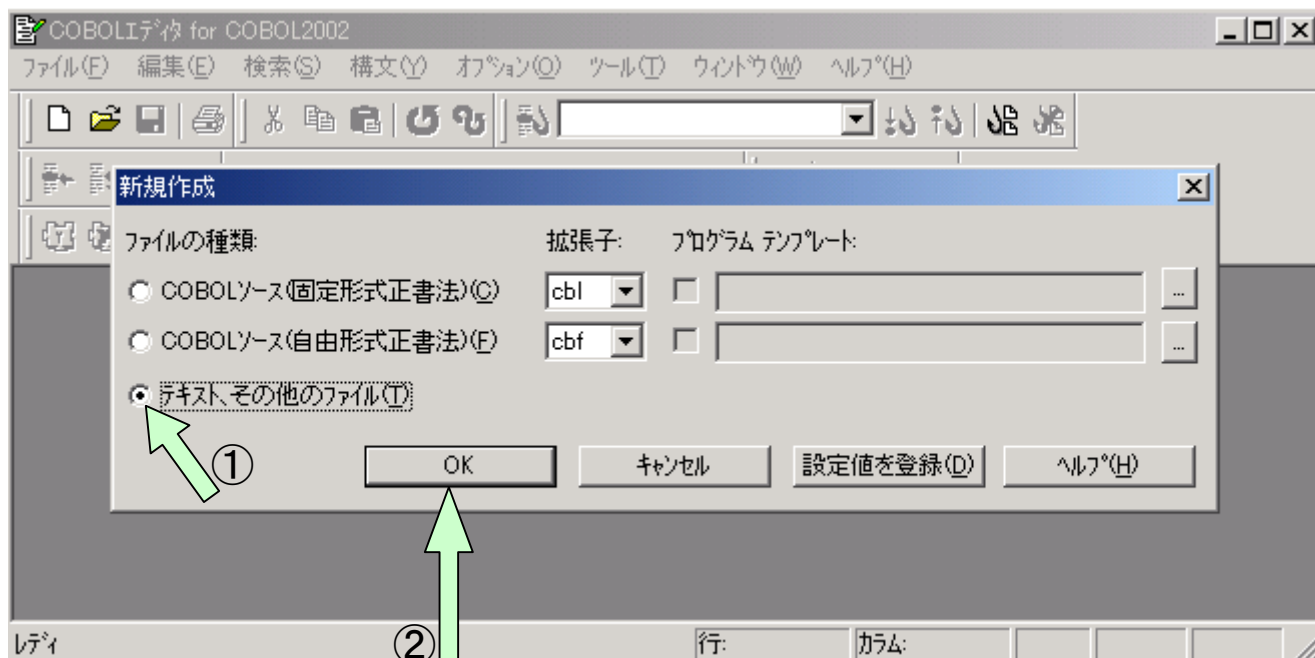 COBOLｴﾃﾞｨﾀ for COBOL2002
ﾌｧｲﾙ(F) 編集(E) 検索(S) 構文(Y) ｵﾌﾟｼｮﾝ(O) ﾂｰﾙ(T) ｳｨﾝﾄﾞｳ(W) ﾍﾙﾌﾟ(H)
新規作成
ﾌｧｲﾙの種類: 拡張子: ﾌﾟﾛｸﾞﾗﾑ ﾃﾝﾌﾟﾚｰﾄ:
COBOLｿｰｽ(固定形式正書法)(C) cbl ...
COBOLｿｰｽ(自由形式正書法)(F) cbf ...
ﾃｷｽﾄ、その他のﾌｧｲﾙ(T)
①
OK ｷｬﾝｾﾙ 設定値を登録(D) ﾍﾙﾌﾟ(H)
②
ﾚﾃﾞｨ 行: ｶﾗﾑ: